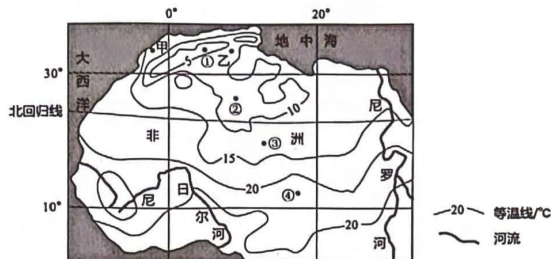 0° 20°
甲 ① 乙 地中海
5
大西洋
30°
② 10
北回归线
尼罗河
非洲
③
15
20 ④
尼日尔河
10° 20
—20— 等温线/°C
河流